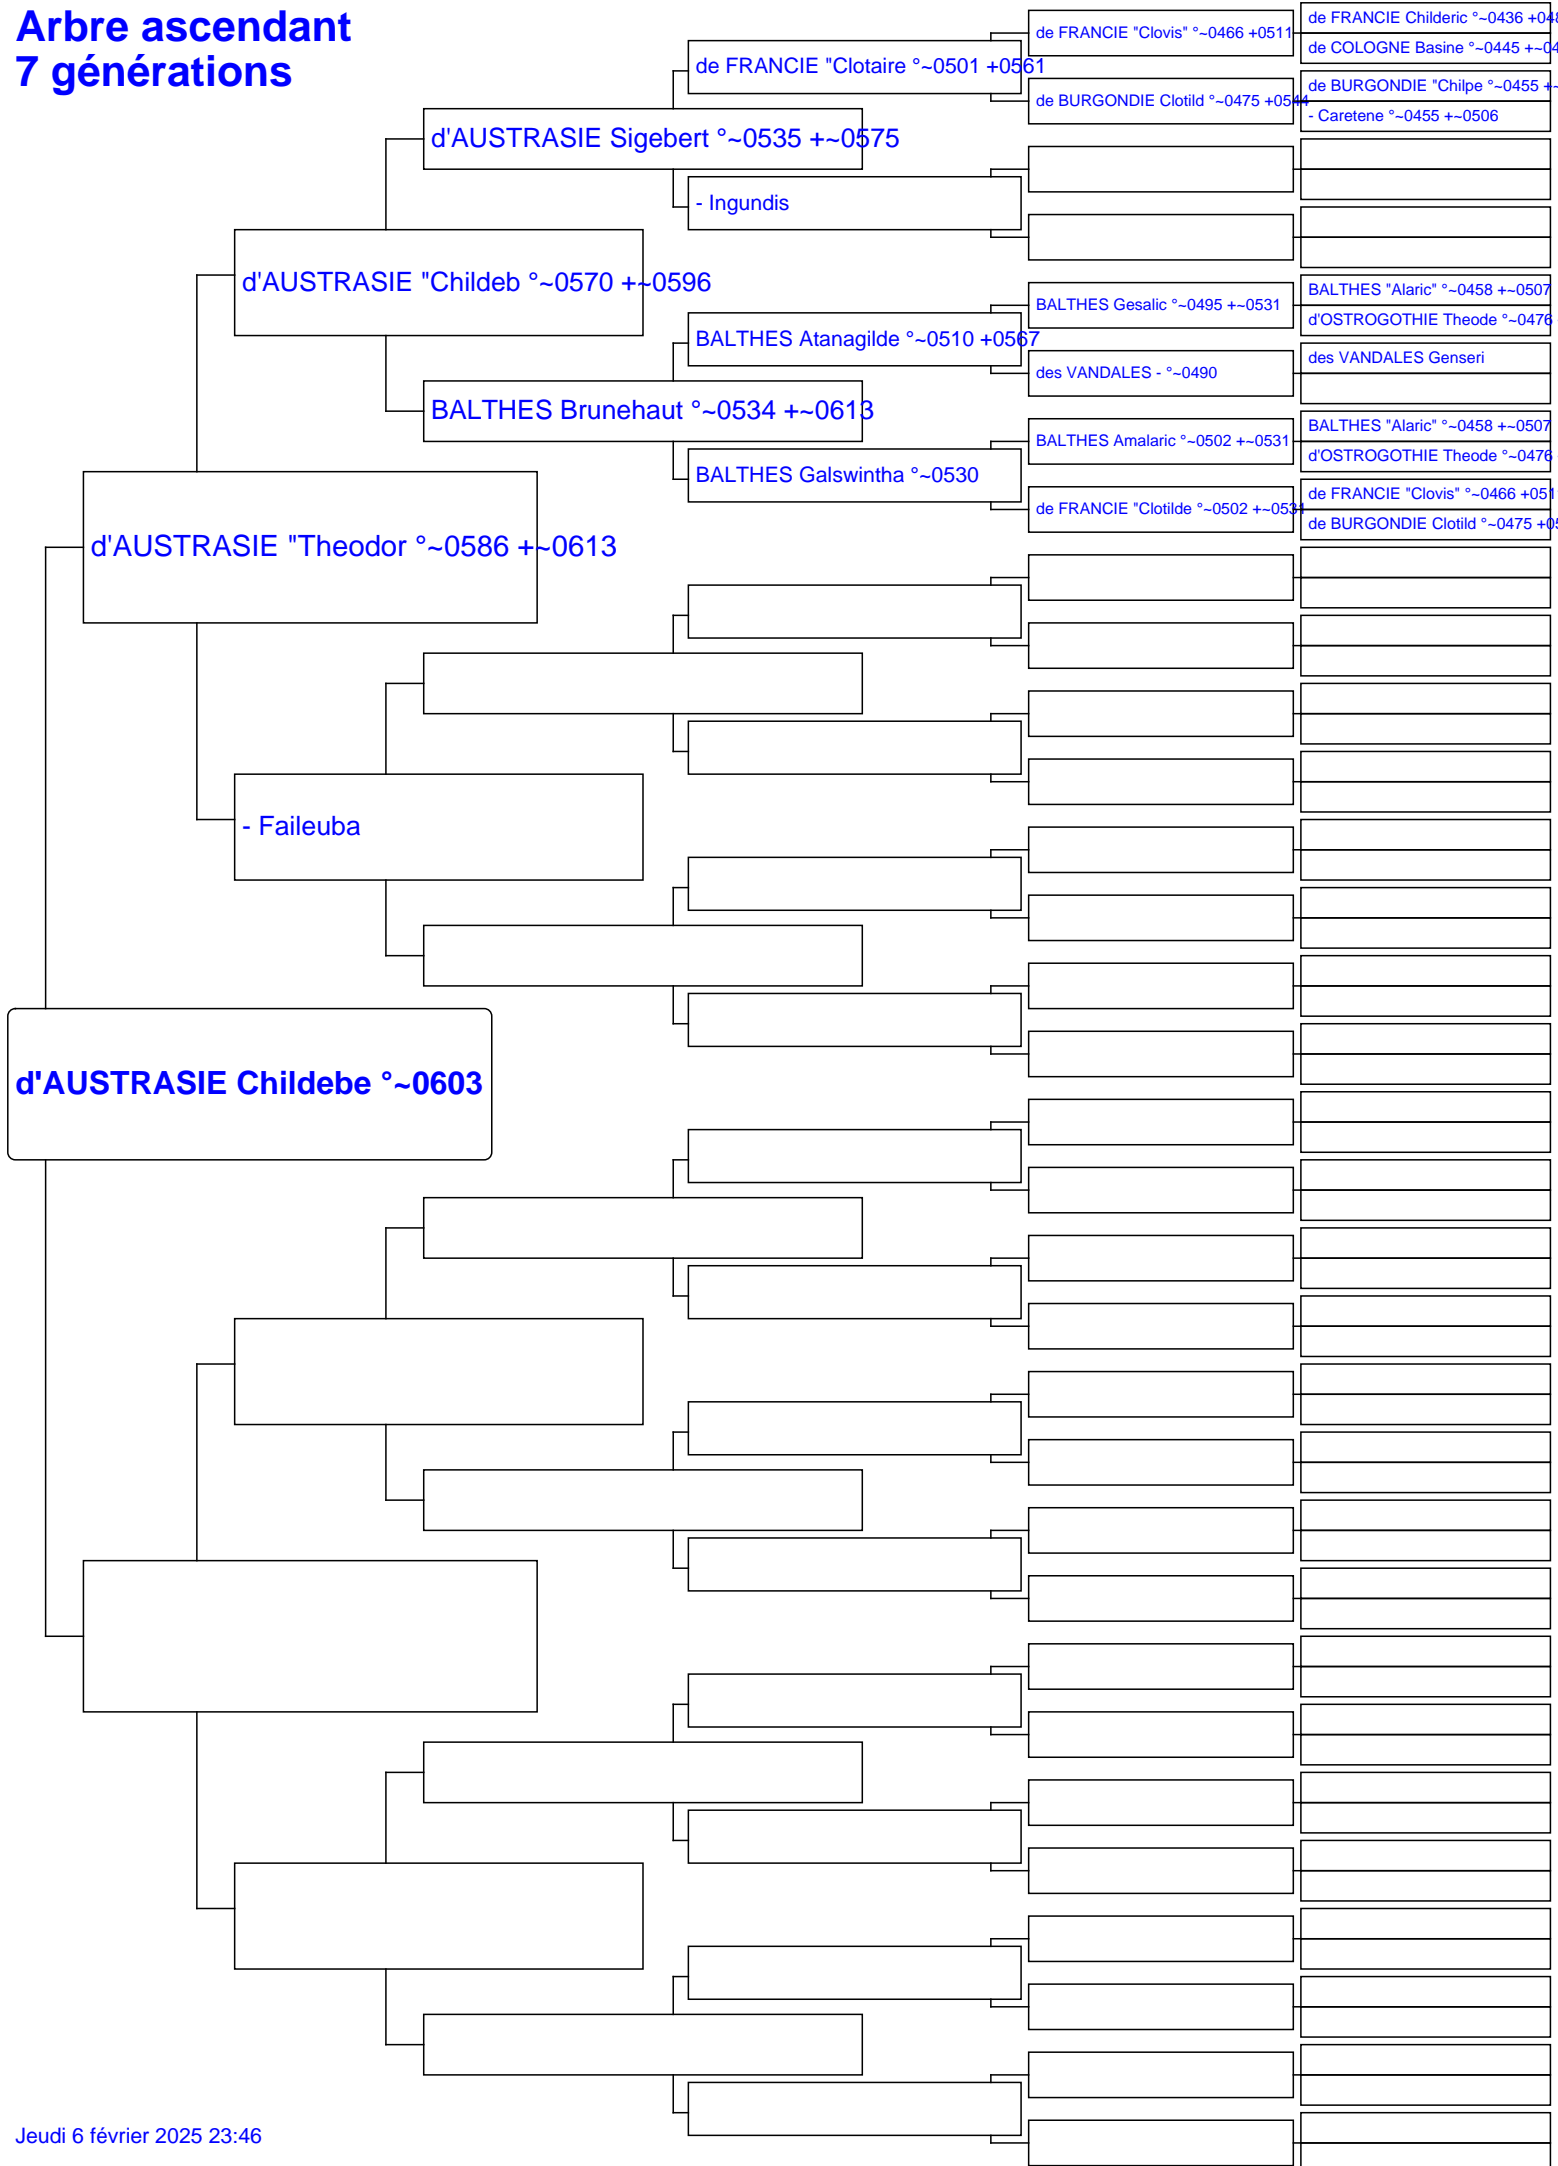 Arbre ascendant
7 générations
de FRANCIE Childeric °~0436 +048
de FRANCIE "Clovis" °~0466 +0511
de COLOGNE Basine °~0445 +~04
de FRANCIE "Clotaire °~0501 +0561
de BURGONDIE "Chilpe °~0455 +~
de BURGONDIE Clotild °~0475 +0544
- Caretene °~0455 +~0506
d'AUSTRASIE Sigebert °~0535 +~0575
- Ingundis
d'AUSTRASIE "Childeb °~0570 +~0596
BALTHES "Alaric" °~0458 +~0507
BALTHES Gesalic °~0495 +~0531
d'OSTROGOTHIE Theode °~0476
BALTHES Atanagilde °~0510 +0567
des VANDALES Genseri
des VANDALES - °~0490
BALTHES Brunehaut °~0534 +~0613
BALTHES "Alaric" °~0458 +~0507
BALTHES Amalaric °~0502 +~0531
d'OSTROGOTHIE Theode °~0476
BALTHES Galswintha °~0530
de FRANCIE "Clovis" °~0466 +051
de FRANCIE "Clotilde °~0502 +~0531
de BURGONDIE Clotild °~0475 +05
d'AUSTRASIE "Theodor °~0586 +~0613
- Faileuba
d'AUSTRASIE Childebe °~0603
Jeudi 6 février 2025 23:46